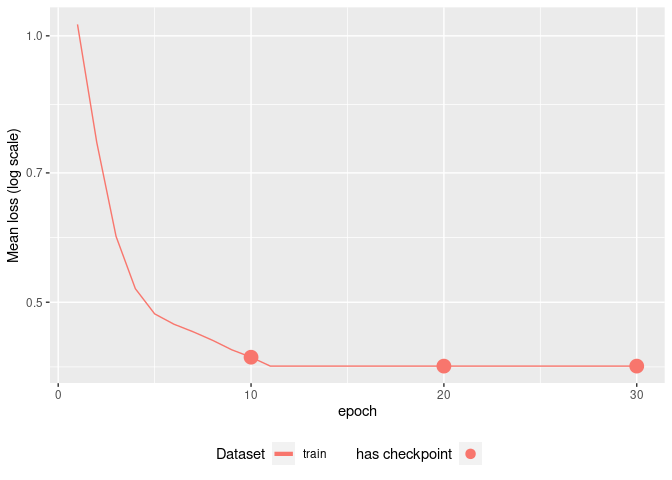 Mean loss (log scale)
1.0
0.7
0.5
0
10
20
30
epoch
Dataset
train
has checkpoint